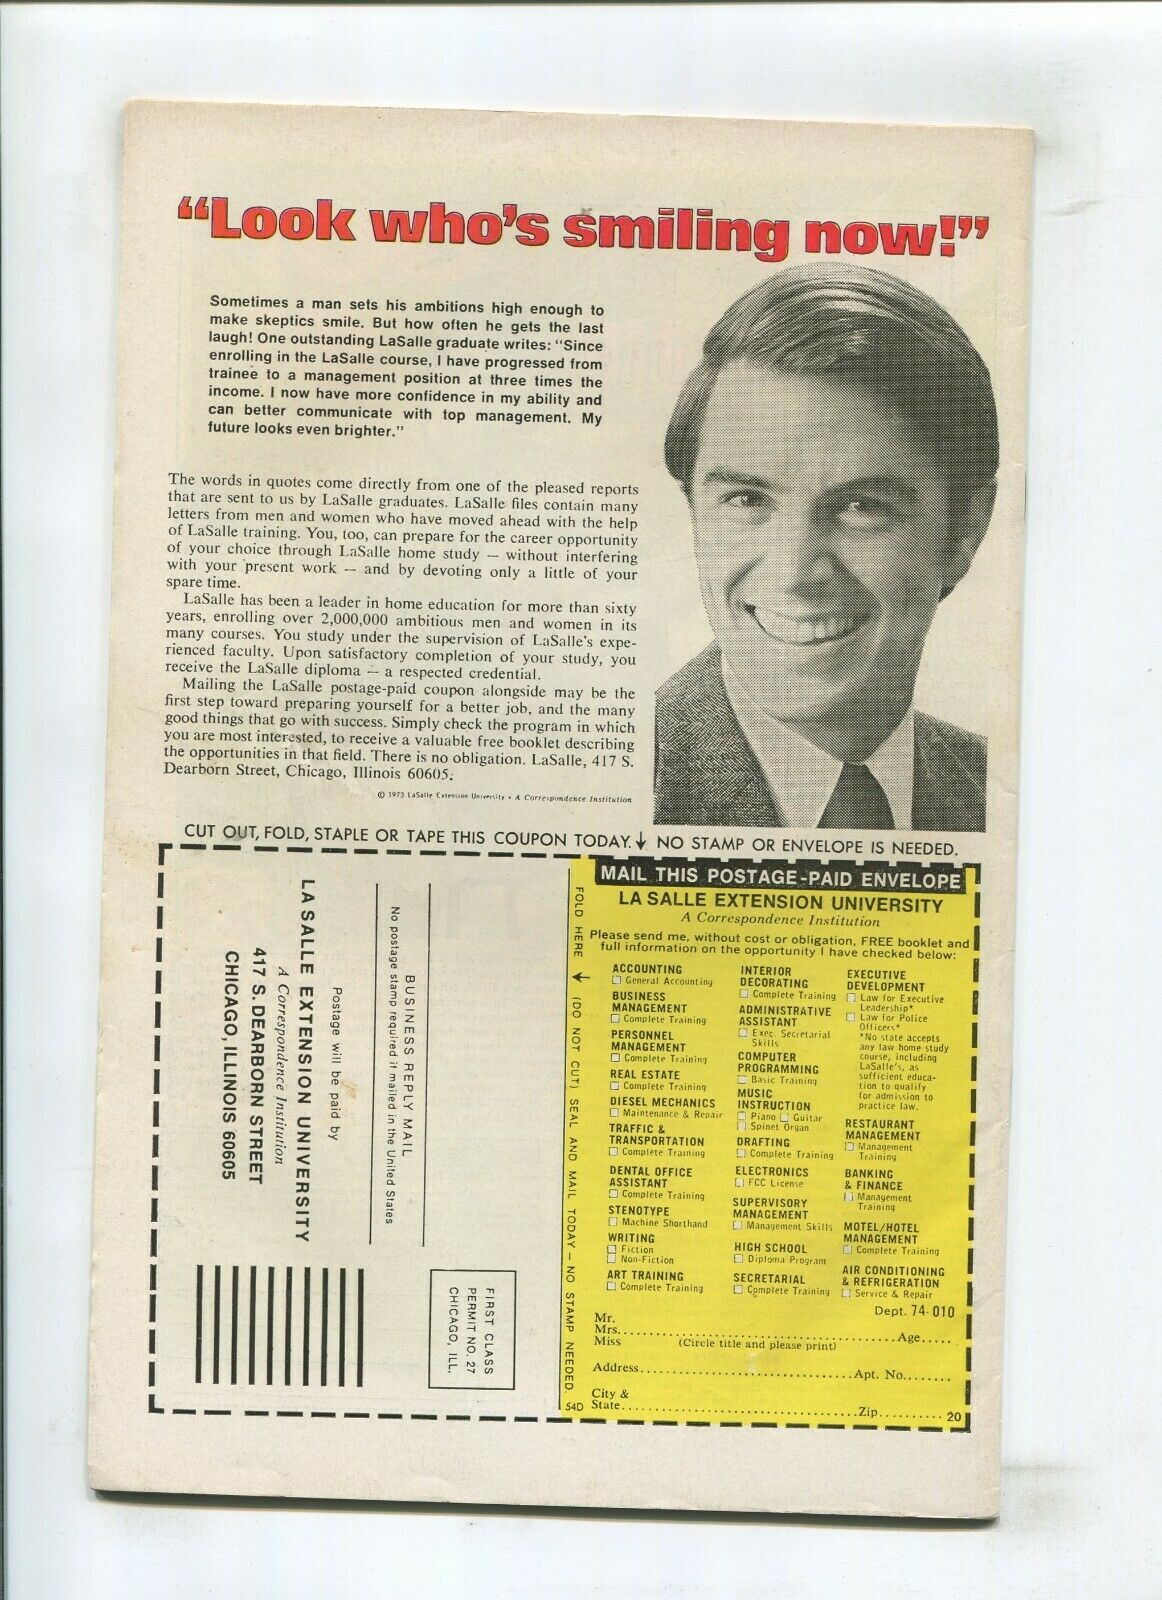 “Look who’s smiling now!”
Sometimes a man sets his ambitions high enough to
make skeptics smile. But how often he gets the last
laugh! One outstanding LaSalle graduate writes: "Since
enrolling in the LaSalle course, I have progressed from
trainee to a management position at three times the
income. I now have more confidence in my ability and
can better communicate with top management. My
future looks even brighter."
The words in quotes come directly from one of the pleased reports
that are sent to us by LaSalle graduates. LaSalle files contain many
letters from men and women who have moved ahead with the help
of LaSalle training. You, too, can prepare for the career opportunity
of your choice through LaSalle home study — without interfering
with your present work — and by devoting only a little of your
spare time.
LaSalle has been a leader in home education for more than sixty
years, enrolling over 2,000,000 ambitious men and women in its
many courses. You study under the supervision of LaSalle's expe-
rienced faculty. Upon satisfactory completion of your study, you
receive the LaSalle diploma — a respected credential.
Mailing the LaSalle postage-paid coupon alongside may be the
first step toward preparing yourself for a better job, and the many
good things that go with success. Simply check the program in which
you are most interested, to receive a valuable free booklet describing
the opportunities in that field. There is no obligation. LaSalle, 417 S.
Dearborn Street, Chicago, Illinois 60605.
© 1973 LaSalle Extension University • A Correspondence Institution
CUT OUT, FOLD, STAPLE OR TAPE THIS COUPON TODAY. ↓ NO STAMP OR ENVELOPE IS NEEDED.
FIRST CLASS
PERMIT NO. 27
CHICAGO, ILL.
BUSINESS REPLY MAIL
No postage stamp required if mailed in the United States
Postage will be paid by
LA SALLE EXTENSION UNIVERSITY
A Correspondence Institution
417 S. DEARBORN STREET
CHICAGO, ILLINOIS 60605
FOLD HERE ↓ (DO NOT CUT) SEAL AND MAIL TODAY – NO STAMP NEEDED.
54D
MAIL THIS POSTAGE-PAID ENVELOPE
LA SALLE EXTENSION UNIVERSITY
A Correspondence Institution
Please send me, without cost or obligation, FREE booklet and
full information on the opportunity I have checked below:
ACCOUNTING
☐ General Accounting
BUSINESS
MANAGEMENT
☐ Complete Training
PERSONNEL
MANAGEMENT
☐ Complete Training
REAL ESTATE
☐ Complete Training
DIESEL MECHANICS
☐ Maintenance & Repair
TRAFFIC &
TRANSPORTATION
☐ Complete Training
DENTAL OFFICE
ASSISTANT
☐ Complete Training
STENOTYPE
☐ Machine Shorthand
WRITING
☐ Fiction
☐ Non-Fiction
ART TRAINING
☐ Complete Training
INTERIOR
DECORATING
☐ Complete Training
ADMINISTRATIVE
ASSISTANT
☐ Exec. Secretarial
Skills
COMPUTER
PROGRAMMING
☐ Basic Training
MUSIC
INSTRUCTION
☐ Piano ☐ Guitar
☐ Spinet Organ
DRAFTING
☐ Complete Training
ELECTRONICS
☐ FCC License
SUPERVISORY
MANAGEMENT
☐ Management Skills
HIGH SCHOOL
☐ Diploma Program
SECRETARIAL
☐ Complete Training
EXECUTIVE
DEVELOPMENT
☐ Law for Executive
Leadership*
☐ Law for Police
Officers*
*No state accepts
any law home study
course, including
LaSalle's, as
sufficient educa-
tion to qualify
for admission to
practice law.
RESTAURANT
MANAGEMENT
☐ Management
Training
BANKING
& FINANCE
☐ Management
Training
MOTEL/HOTEL
MANAGEMENT
☐ Complete Training
AIR CONDITIONING
& REFRIGERATION
☐ Service & Repair
Dept. 74-010
Mr.
Mrs. Age
Miss (Circle title and please print)
Address Apt. No.
City &
State Zip 20